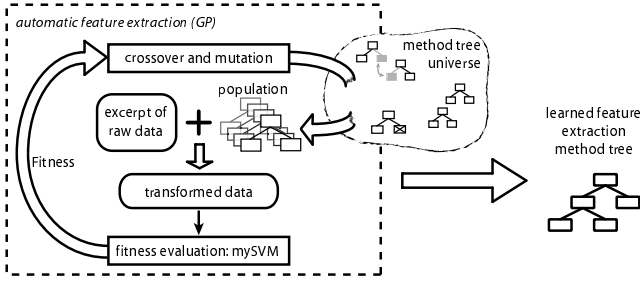 automatic feature extraction (GP)
crossover and mutation
method tree
universe
population
excerpt of
raw data
Fitness
transformed data
fitness evaluation: mySVM
learned feature
extraction
method tree